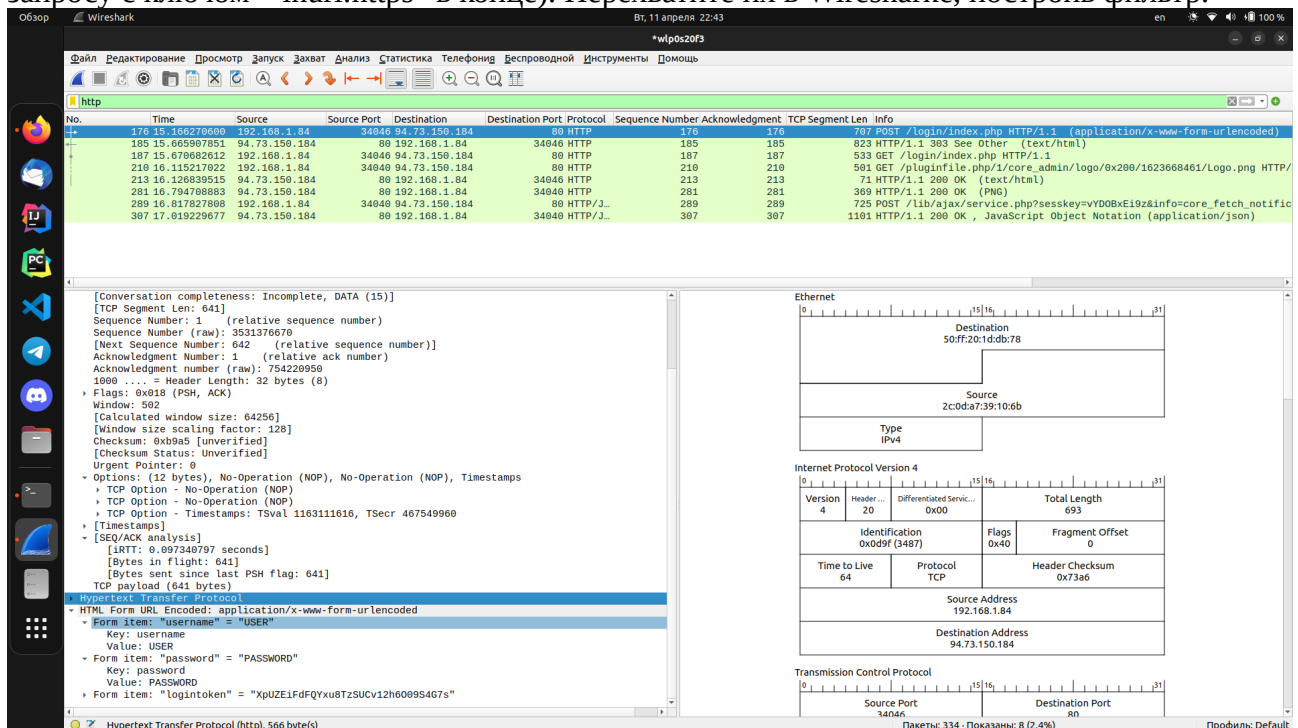 запросу с ключом "-inari.https" в конце). Перехватите их в Wireshark'е, построив фильтр:
Обзор
Wireshark
Вт, 11 апреля 22:43
en
100 %
*wlp0s20f3
Файл Редактирование Просмотр Запуск Захват Анализ Статистика Телефония Беспроводной Инструменты Помощь
http
No. Time Source Source Port Destination Destination Port Protocol Sequence Number Acknowledgment TCP Segment Len Info
176 15.166270600 192.168.1.84 34046 94.73.150.184 80 HTTP 176 176 707 POST /login/index.php HTTP/1.1 (application/x-www-form-urlencoded)
185 15.665907851 94.73.150.184 80 192.168.1.84 34046 HTTP 185 185 823 HTTP/1.1 303 See Other (text/html)
187 15.670682612 192.168.1.84 34046 94.73.150.184 80 HTTP 187 187 533 GET /login/index.php HTTP/1.1
210 16.115217022 192.168.1.84 34040 94.73.150.184 80 HTTP 210 210 501 GET /pluginfile.php/1/core_admin/logo/0x200/1623668461/Logo.png HTTP/
213 16.126839515 94.73.150.184 80 192.168.1.84 34046 HTTP 213 213 71 HTTP/1.1 200 OK (text/html)
281 16.794708883 94.73.150.184 80 192.168.1.84 34040 HTTP 281 281 369 HTTP/1.1 200 OK (PNG)
289 16.817827808 192.168.1.84 34040 94.73.150.184 80 HTTP/J… 289 289 725 POST /lib/ajax/service.php?sesskey=vYDOBxEi9z&info=core_fetch_notific
307 17.019229677 94.73.150.184 80 192.168.1.84 34040 HTTP/J… 307 307 1101 HTTP/1.1 200 OK , JavaScript Object Notation (application/json)
[Conversation completeness: Incomplete, DATA (15)]
[TCP Segment Len: 641]
Sequence Number: 1 (relative sequence number)
Sequence Number (raw): 3531376670
[Next Sequence Number: 642 (relative sequence number)]
Acknowledgment Number: 1 (relative ack number)
Acknowledgment number (raw): 754220950
1000 .... = Header Length: 32 bytes (8)
Flags: 0x018 (PSH, ACK)
Window: 502
[Calculated window size: 64256]
[Window size scaling factor: 128]
Checksum: 0xb9a5 [unverified]
[Checksum Status: Unverified]
Urgent Pointer: 0
Options: (12 bytes), No-Operation (NOP), No-Operation (NOP), Timestamps
TCP Option - No-Operation (NOP)
TCP Option - No-Operation (NOP)
TCP Option - Timestamps: TSval 1163111616, TSecr 467549960
[Timestamps]
[SEQ/ACK analysis]
[iRTT: 0.097340797 seconds]
[Bytes in flight: 641]
[Bytes sent since last PSH flag: 641]
TCP payload (641 bytes)
Hypertext Transfer Protocol
HTML Form URL Encoded: application/x-www-form-urlencoded
Form item: "username" = "USER"
Key: username
Value: USER
Form item: "password" = "PASSWORD"
Key: password
Value: PASSWORD
Form item: "logintoken" = "XpUZEiFdFQYxu8TzSUCv12h6O09S4G7s"
Ethernet
0 15 16 31
Destination
50:ff:20:1d:db:78
Source
2c:0d:a7:39:10:6b
Type
IPv4
Internet Protocol Version 4
0 15 16 31
Version Header … Differentiated Servic… Total Length
4 20 0x00 693
Identification Flags Fragment Offset
0x0d9f (3487) 0x40 0
Time to Live Protocol Header Checksum
64 TCP 0x73a6
Source Address
192.168.1.84
Destination Address
94.73.150.184
Transmission Control Protocol
0 15 16 31
Source Port Destination Port
34046 80
Hypertext Transfer Protocol (http), 566 byte(s)
Пакеты: 334 · Показаны: 8 (2.4%)
Профиль: Default